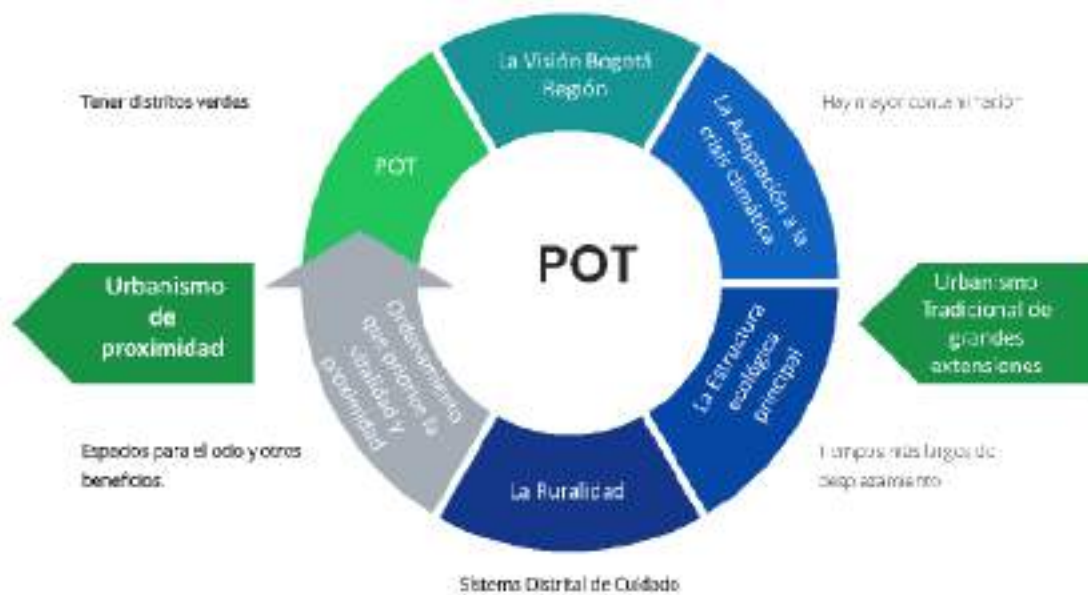 La Visión Bogotá
Región
Tener distritos verdes
Hay mayor contaminación
La Adaptación a la
crisis climática
POT
POT
Urbanismo
de
proximidad
Urbanismo
Tradicional de
grandes
extensiones
Ordenamiento
que priorice la
vitalidad y
proximidad
La Estructura
ecológica
principal
Espacios para el ocio y otros
beneficios.
Tiempos más largos de
desplazamiento
La Ruralidad
Sistema Distrital de Cuidado